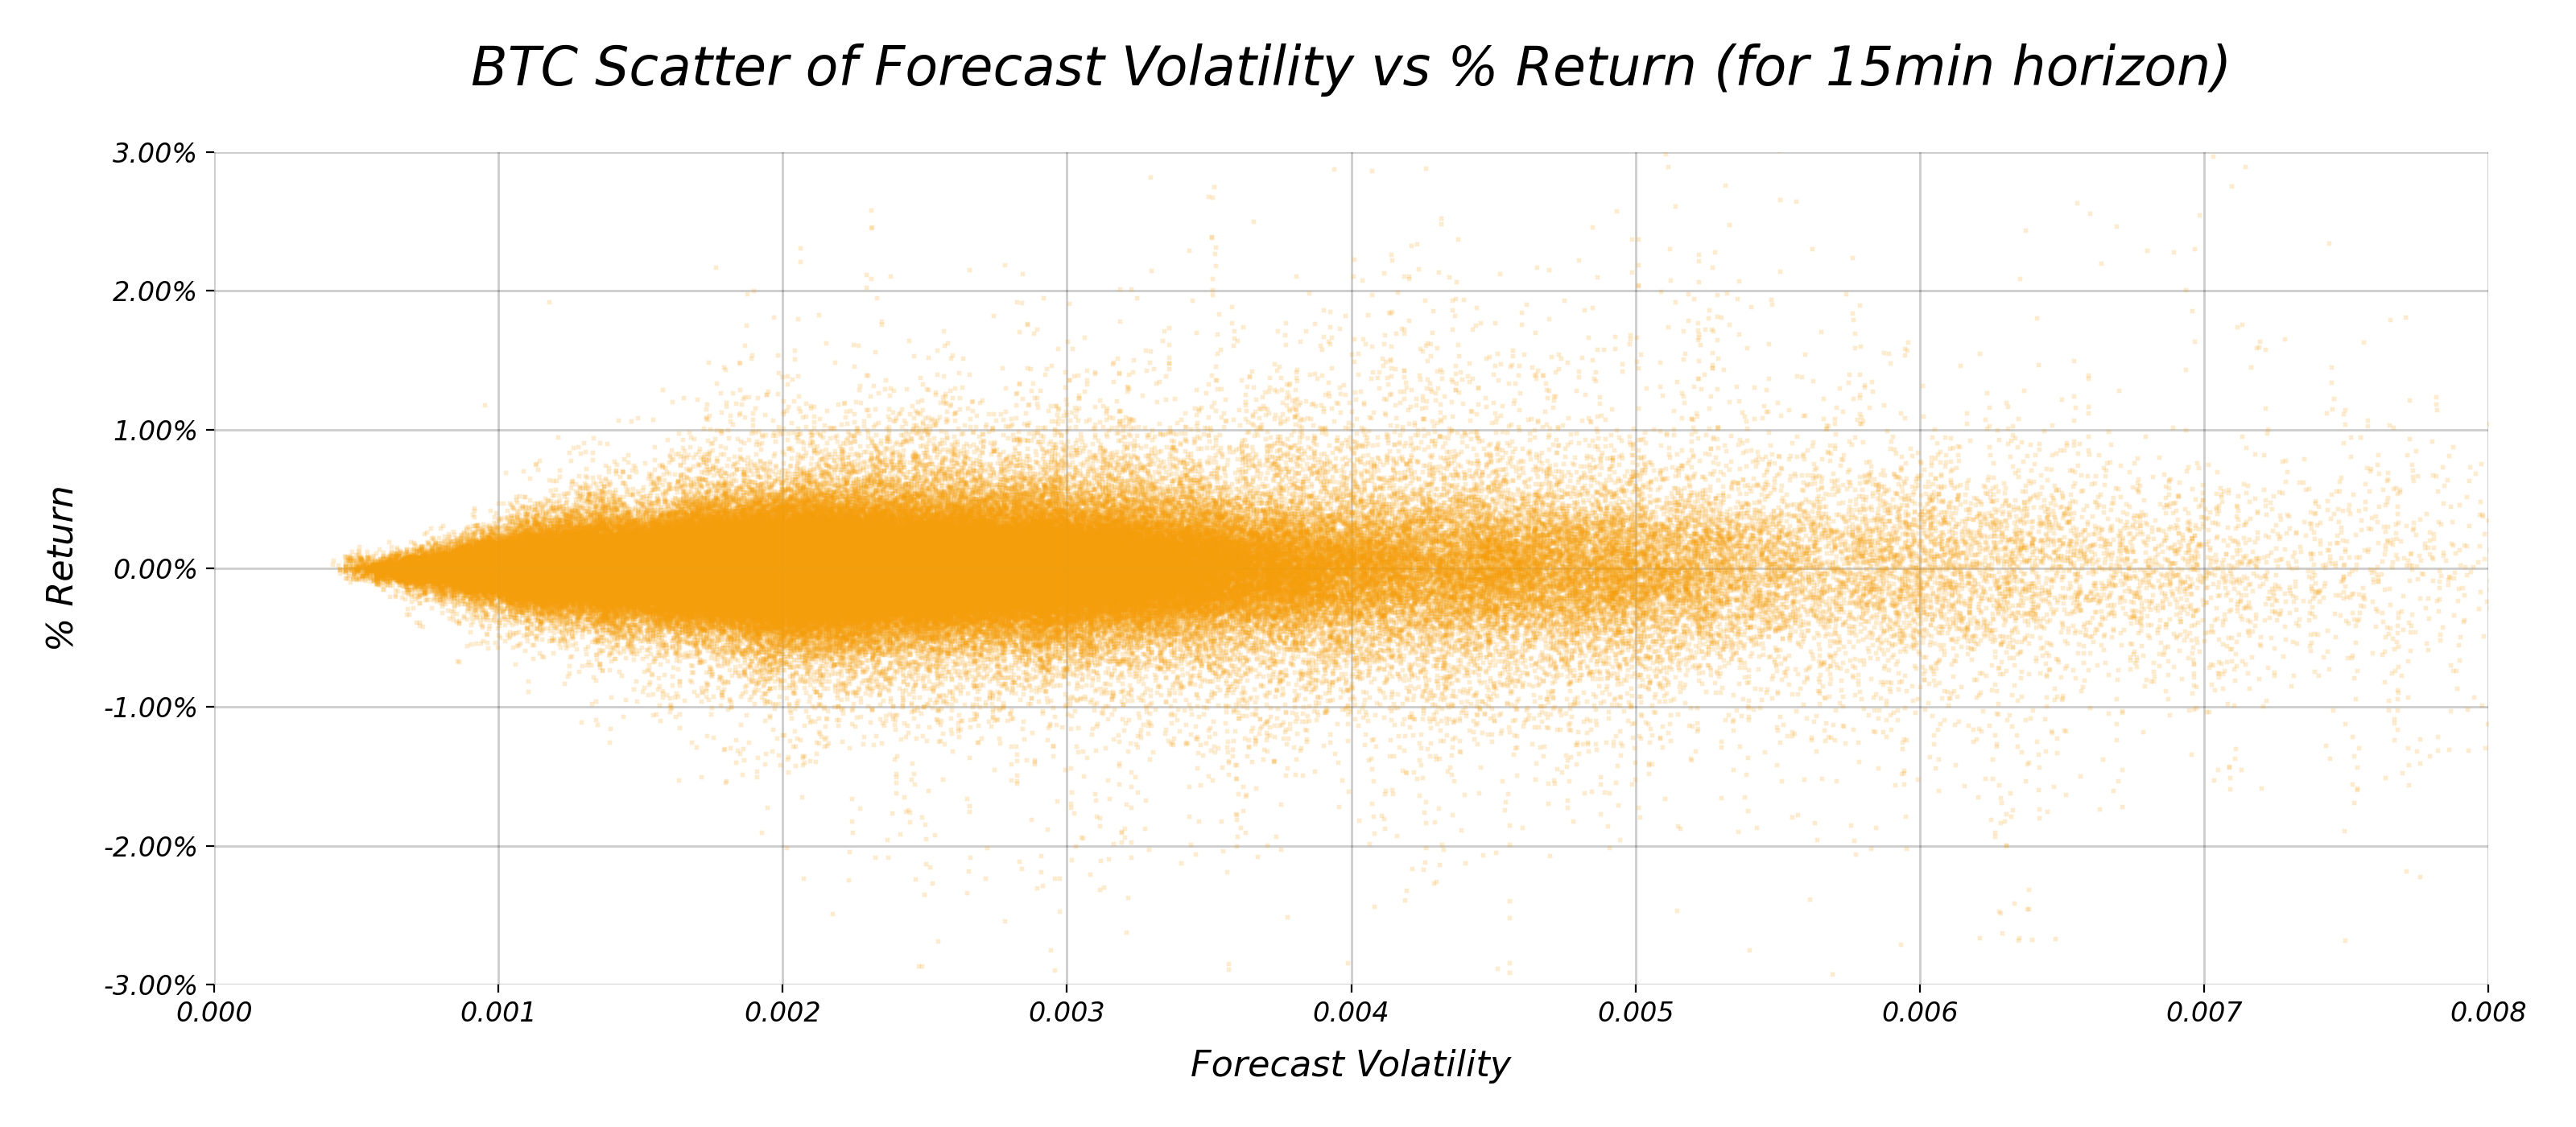 BTC Scatter of Forecast Volatility vs % Return (for 15min horizon)
3.00%
2.00%
1.00%
0.00%
-1.00%
-2.00%
-3.00%
% Return
0.000 0.001 0.002 0.003 0.004 0.005 0.006 0.007 0.008
Forecast Volatility